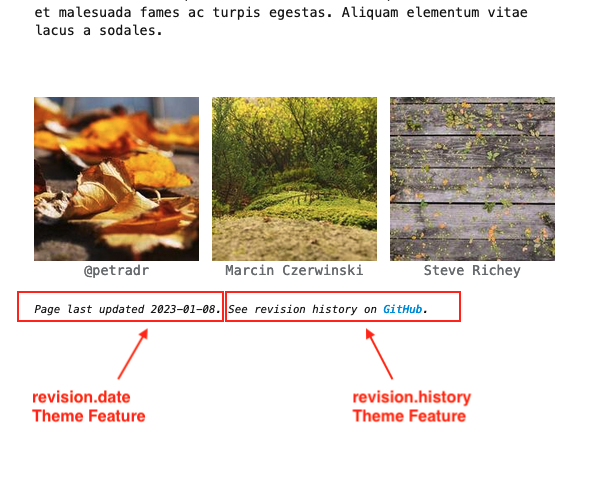 et malesuada fames ac turpis egestas. Aliquam elementum vitae
lacus a sodales.
@petradr
Marcin Czerwinski
Steve Richey
Page last updated 2023-01-08. See revision history on GitHub.
revision.date
Theme Feature
revision.history
Theme Feature